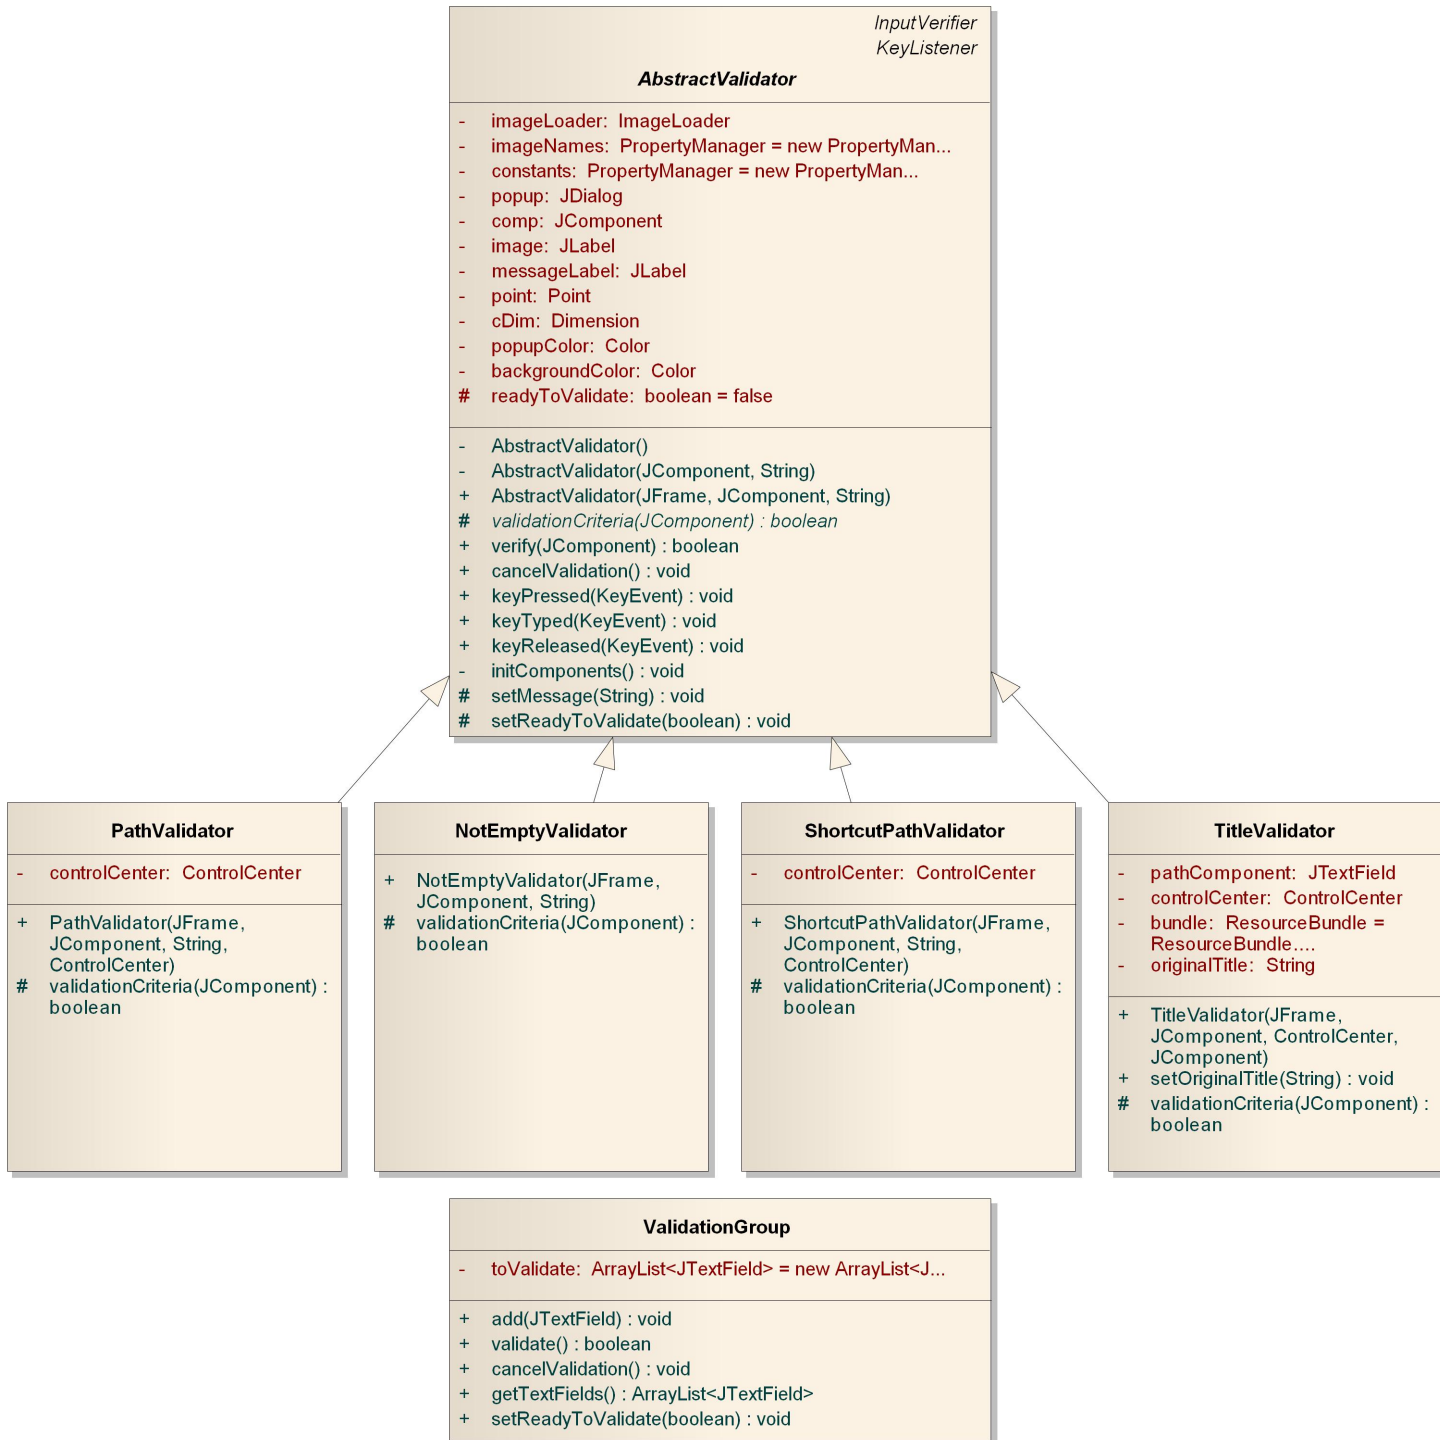 InputVerifier
KeyListener
AbstractValidator
- imageLoader: ImageLoader
- imageNames: PropertyManager = new PropertyMan...
- constants: PropertyManager = new PropertyMan...
- popup: JDialog
- comp: JComponent
- image: JLabel
- messageLabel: JLabel
- point: Point
- cDim: Dimension
- popupColor: Color
- backgroundColor: Color
# readyToValidate: boolean = false
- AbstractValidator()
- AbstractValidator(JComponent, String)
+ AbstractValidator(JFrame, JComponent, String)
# validationCriteria(JComponent) : boolean
+ verify(JComponent) : boolean
+ cancelValidation() : void
+ keyPressed(KeyEvent) : void
+ keyTyped(KeyEvent) : void
+ keyReleased(KeyEvent) : void
- initComponents() : void
# setMessage(String) : void
# setReadyToValidate(boolean) : void
PathValidator
- controlCenter: ControlCenter
+ PathValidator(JFrame,
JComponent, String,
ControlCenter)
# validationCriteria(JComponent) :
boolean
NotEmptyValidator
+ NotEmptyValidator(JFrame,
JComponent, String)
# validationCriteria(JComponent) :
boolean
ShortcutPathValidator
- controlCenter: ControlCenter
+ ShortcutPathValidator(JFrame,
JComponent, String,
ControlCenter)
# validationCriteria(JComponent) :
boolean
TitleValidator
- pathComponent: JTextField
- controlCenter: ControlCenter
- bundle: ResourceBundle =
ResourceBundle....
- originalTitle: String
+ TitleValidator(JFrame,
JComponent, ControlCenter,
JComponent)
+ setOriginalTitle(String) : void
# validationCriteria(JComponent) :
boolean
ValidationGroup
- toValidate: ArrayList<JTextField> = new ArrayList<J...
+ add(JTextField) : void
+ validate() : boolean
+ cancelValidation() : void
+ getTextFields() : ArrayList<JTextField>
+ setReadyToValidate(boolean) : void